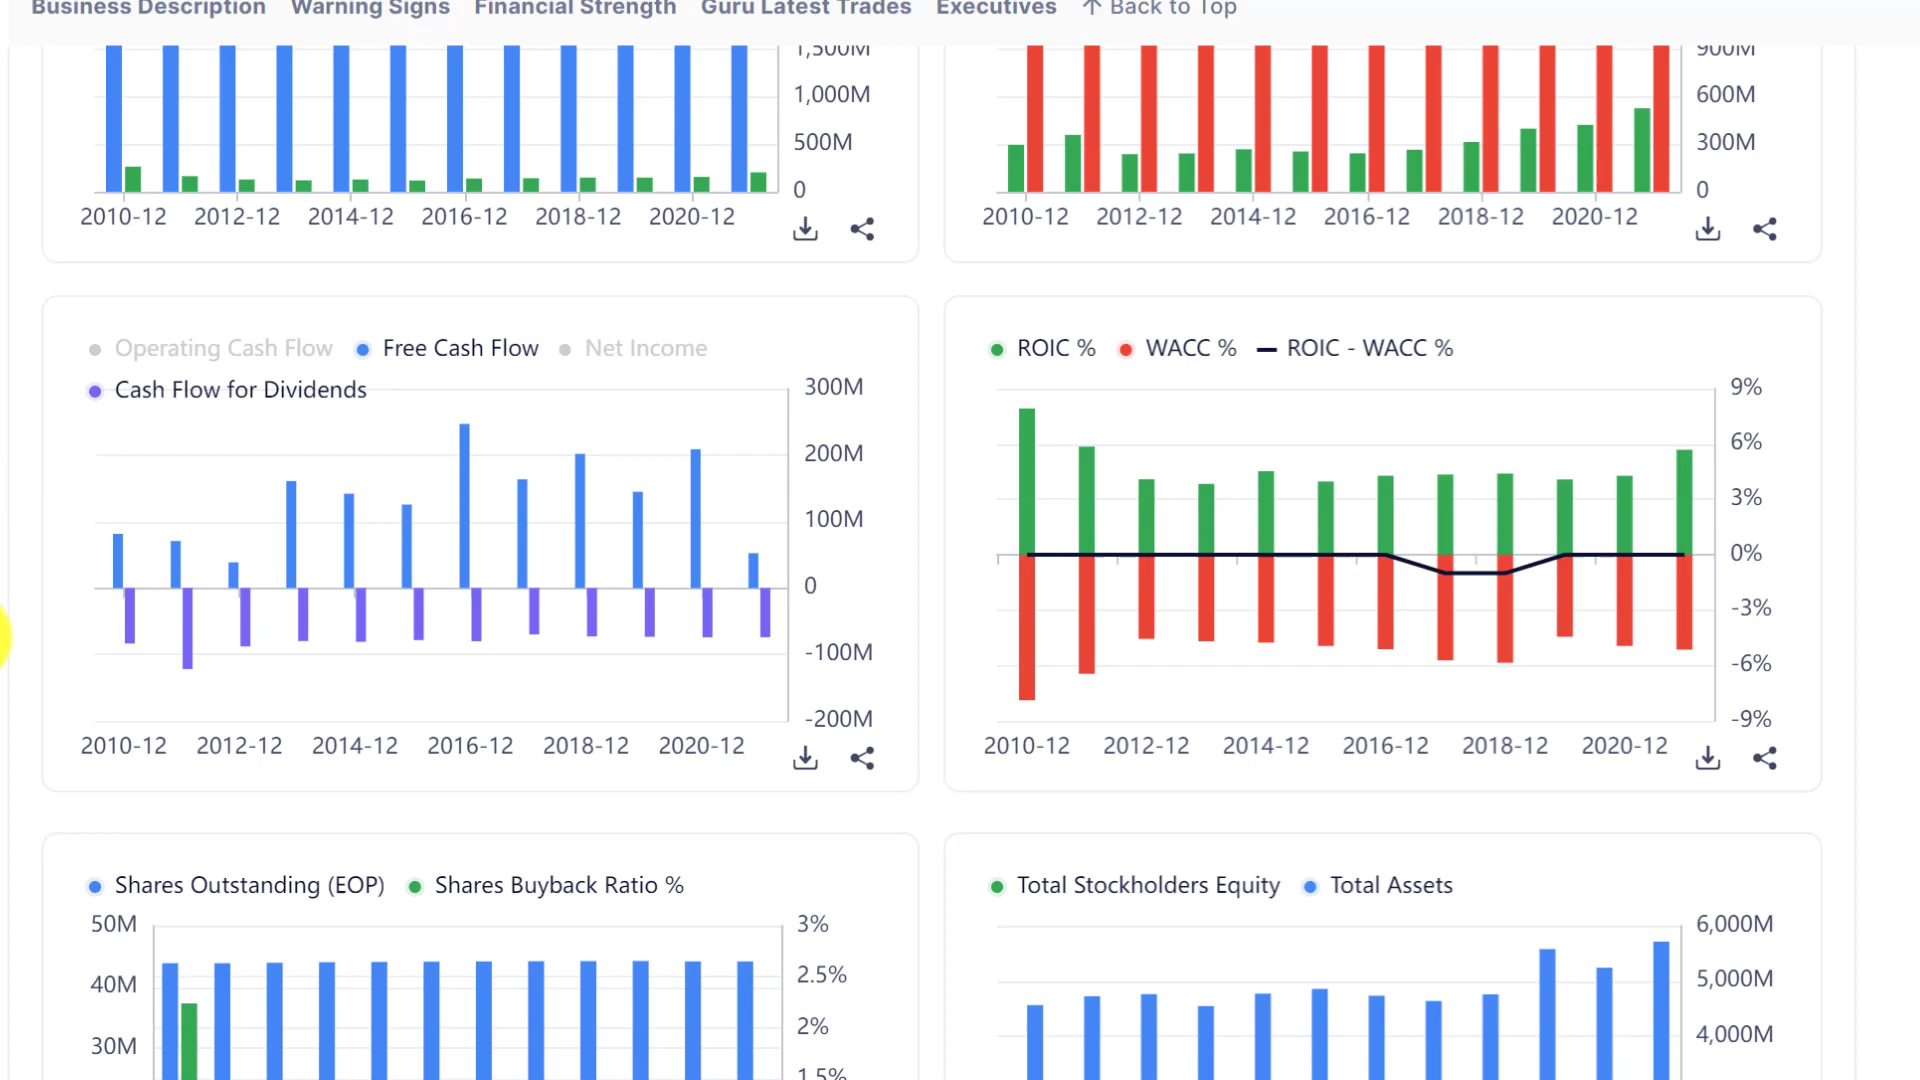 Business Description Warning Signs Financial Strength Guru Latest Trades Executives ↑ Back to Top
1,500M
1,000M
500M
0
2010-12 2012-12 2014-12 2016-12 2018-12 2020-12
900M
600M
300M
0
2010-12 2012-12 2014-12 2016-12 2018-12 2020-12
Operating Cash Flow Free Cash Flow Net Income
Cash Flow for Dividends
300M
200M
100M
0
-100M
-200M
2010-12 2012-12 2014-12 2016-12 2018-12 2020-12
ROIC % WACC % ROIC - WACC %
9%
6%
3%
0%
-3%
-6%
-9%
2010-12 2012-12 2014-12 2016-12 2018-12 2020-12
Shares Outstanding (EOP) Shares Buyback Ratio %
50M 3%
2.5%
40M
2%
30M
1.5%
Total Stockholders Equity Total Assets
6,000M
5,000M
4,000M